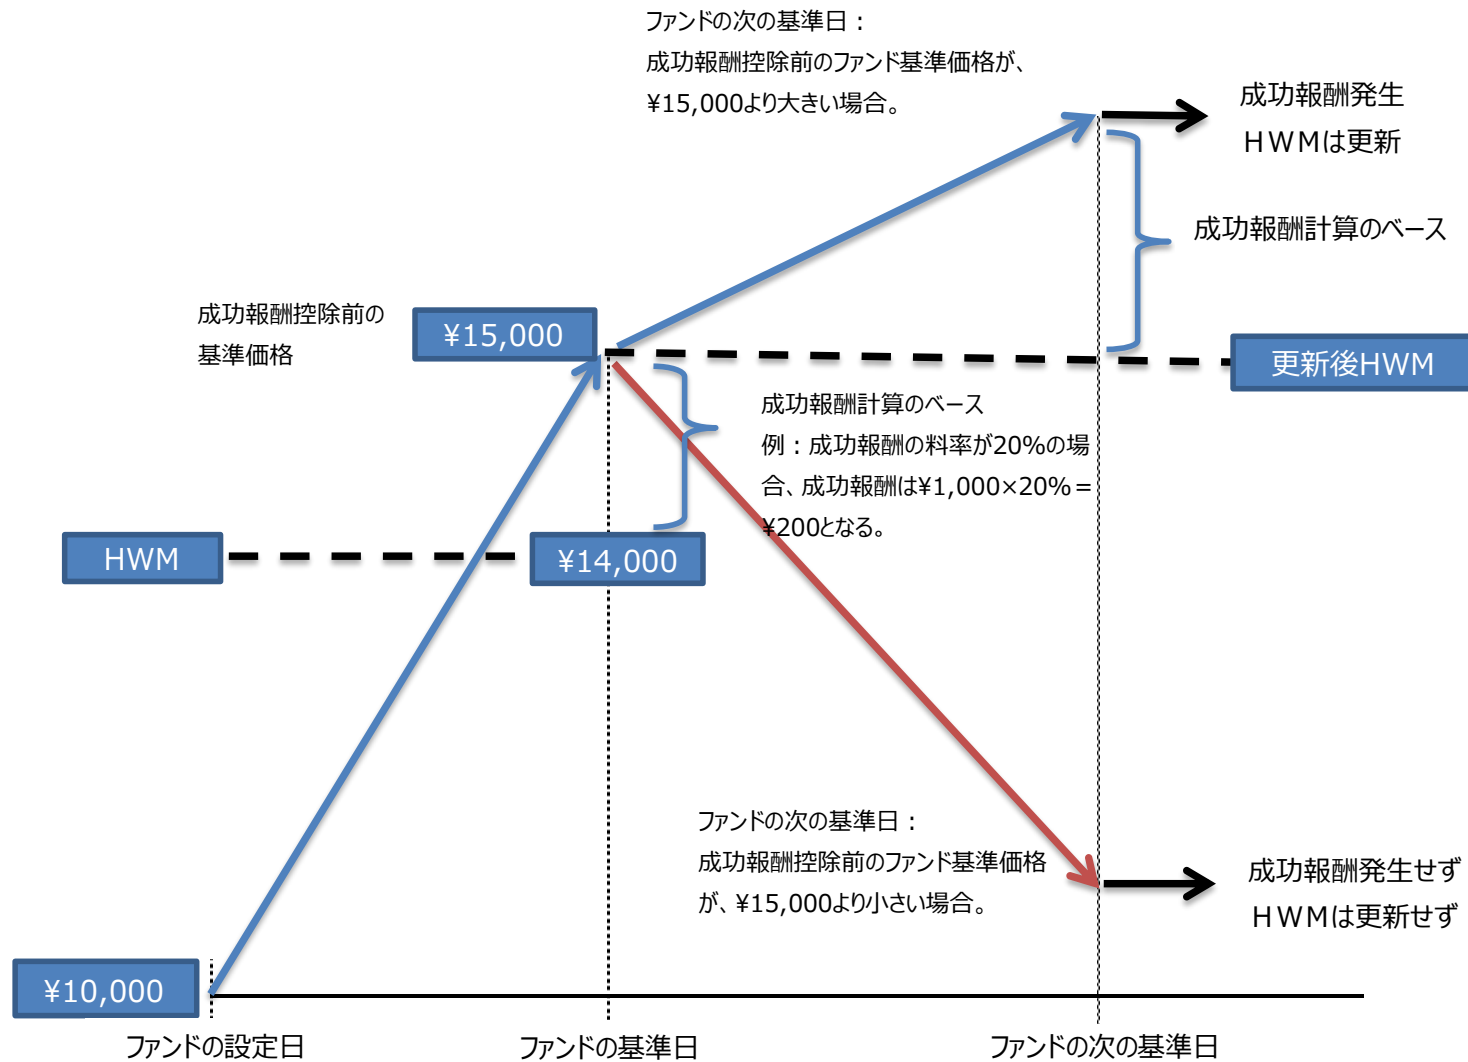 ファンドの次の基準日：
成功報酬控除前のファンド基準価格が、
¥15,000より大きい場合。
成功報酬発生
ＨＷＭは更新
成功報酬計算のベース
成功報酬控除前の
基準価格
¥15,000
更新後HWM
成功報酬計算のベース
例：成功報酬の料率が20%の場
合、成功報酬は¥1,000×20%＝
¥200となる。
HWM
¥14,000
ファンドの次の基準日：
成功報酬控除前のファンド基準価格
が、¥15,000より小さい場合。
成功報酬発生せず
ＨＷＭは更新せず
¥10,000
ファンドの設定日
ファンドの基準日
ファンドの次の基準日